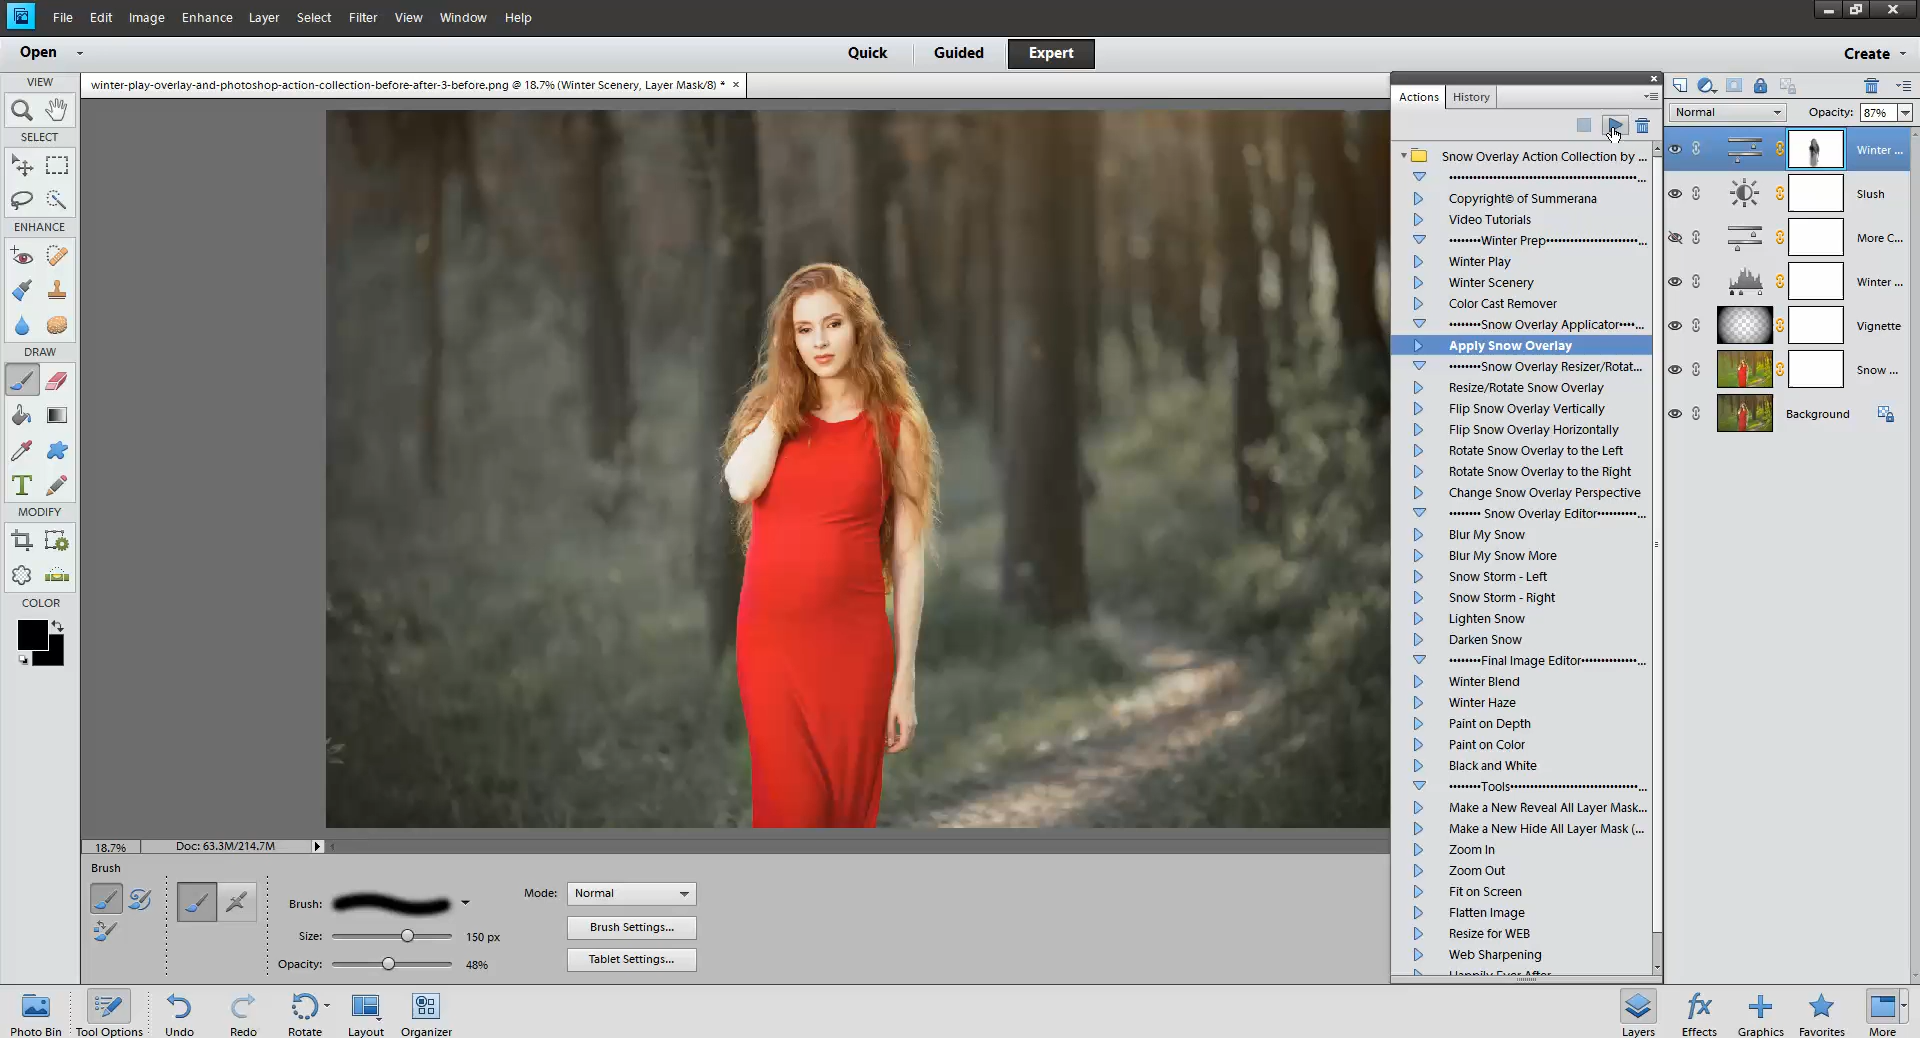 File Edit Image Enhance Layer Select Filter View Window Help
Open Quick Guided Expert Create
VIEW
winter-play-overlay-and-photoshop-action-collection-before-after-3-before.png @ 18.7% (Winter Scenery, Layer Mask/8) * ×
Actions History
Normal Opacity: 87%
SELECT
ENHANCE
DRAW
T
MODIFY
COLOR
Snow Overlay Action Collection by ...
••••••••••••••••••••••••••••••••••••••••••...
Copyright© of Summerana
Video Tutorials
••••••••Winter Prep••••••••••••••••••••••...
Winter Play
Winter Scenery
Color Cast Remover
••••••••Snow Overlay Applicator••••...
Apply Snow Overlay
••••••••Snow Overlay Resizer/Rotat...
Resize/Rotate Snow Overlay
Flip Snow Overlay Vertically
Flip Snow Overlay Horizontally
Rotate Snow Overlay to the Left
Rotate Snow Overlay to the Right
Change Snow Overlay Perspective
•••••••• Snow Overlay Editor••••••••••...
Blur My Snow
Blur My Snow More
Snow Storm - Left
Snow Storm - Right
Lighten Snow
Darken Snow
••••••••Final Image Editor••••••••••••••...
Winter Blend
Winter Haze
Paint on Depth
Paint on Color
Black and White
••••••••Tools••••••••••••••••••••••••••••••...
Make a New Reveal All Layer Mask...
Make a New Hide All Layer Mask (...
Zoom In
Zoom Out
Fit on Screen
Flatten Image
Resize for WEB
Web Sharpening
Happily Ever After
Winter ...
Slush
More C...
Winter ...
Vignette
Snow ...
Background
18.7% Doc: 63.3M/214.7M
Brush
Brush: Mode: Normal
Size: 150 px Brush Settings...
Opacity: 48% Tablet Settings...
Photo Bin Tool Options Undo Redo Rotate Layout Organizer
fx
Layers Effects Graphics Favorites More